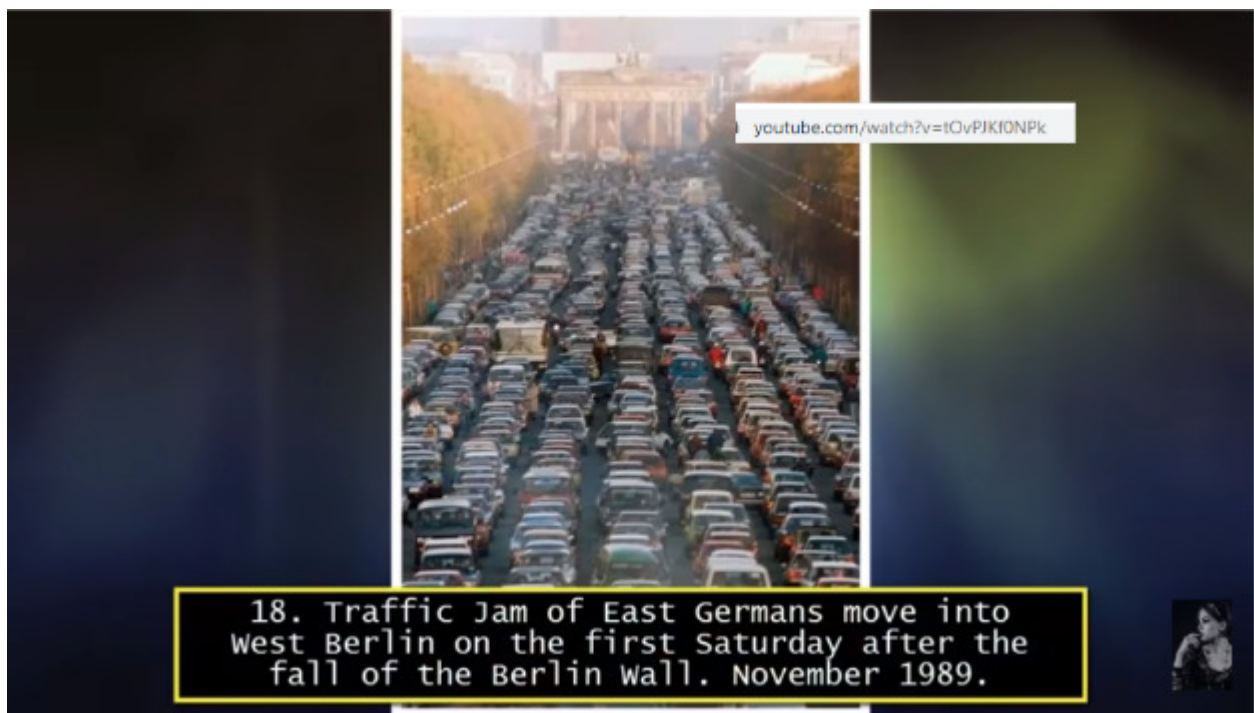 youtube.com/watch?v=tOvPJKf0NPk
18. Traffic Jam of East Germans move into
West Berlin on the first Saturday after the
fall of the Berlin Wall. November 1989.